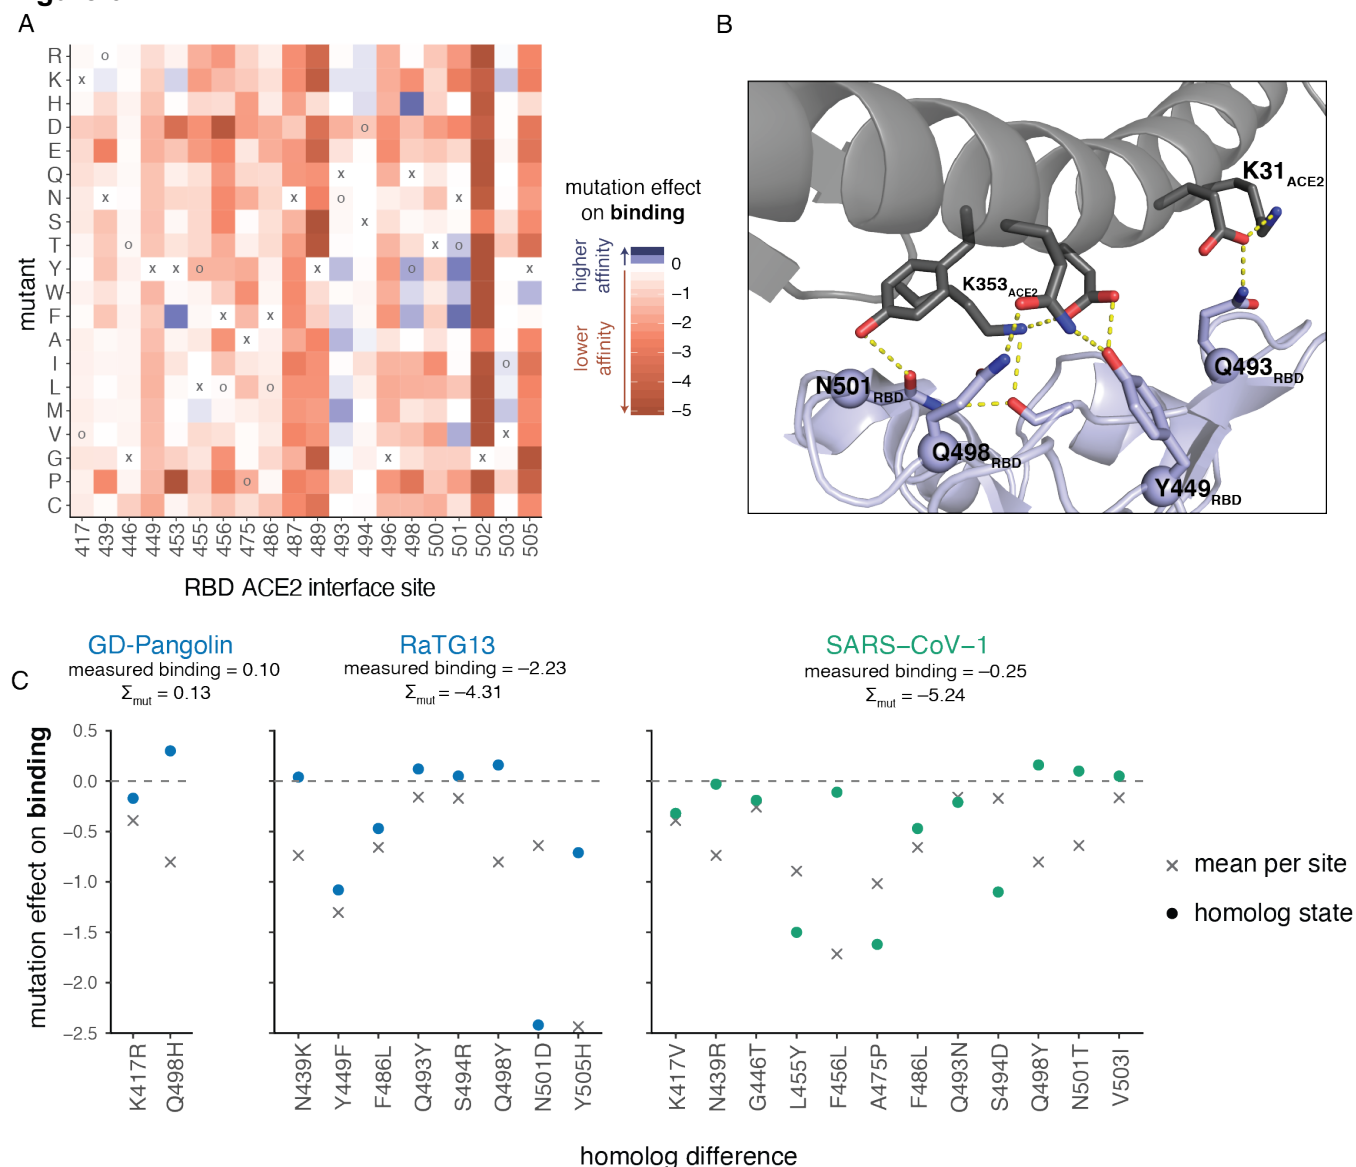 A
R
K
H
D
E
Q
N
S
T
Y
W
F
A
I
L
M
V
G
P
C
mutant
417 439 446 449 453 455 456 475 486 487 489 493 494 496 498 500 501 502 503 505
RBD ACE2 interface site
mutation effect
on binding
higher affinity
lower affinity
0
−1
−2
−3
−4
−5
B
K31ACE2
K353ACE2
N501RBD
Q493RBD
Q498RBD
Y449RBD
C
GD-Pangolin
measured binding = 0.10
Σmut = 0.13
RaTG13
measured binding = −2.23
Σmut = −4.31
SARS−CoV−1
measured binding = −0.25
Σmut = −5.24
mutation effect on binding
0.5
0.0
−0.5
−1.0
−1.5
−2.0
−2.5
K417R Q498H
N439K Y449F F486L Q493Y S494R Q498Y N501D Y505H
K417V N439R G446T L455Y F456L A475P F486L Q493N S494D Q498Y N501T V503I
× mean per site
● homolog state
homolog difference